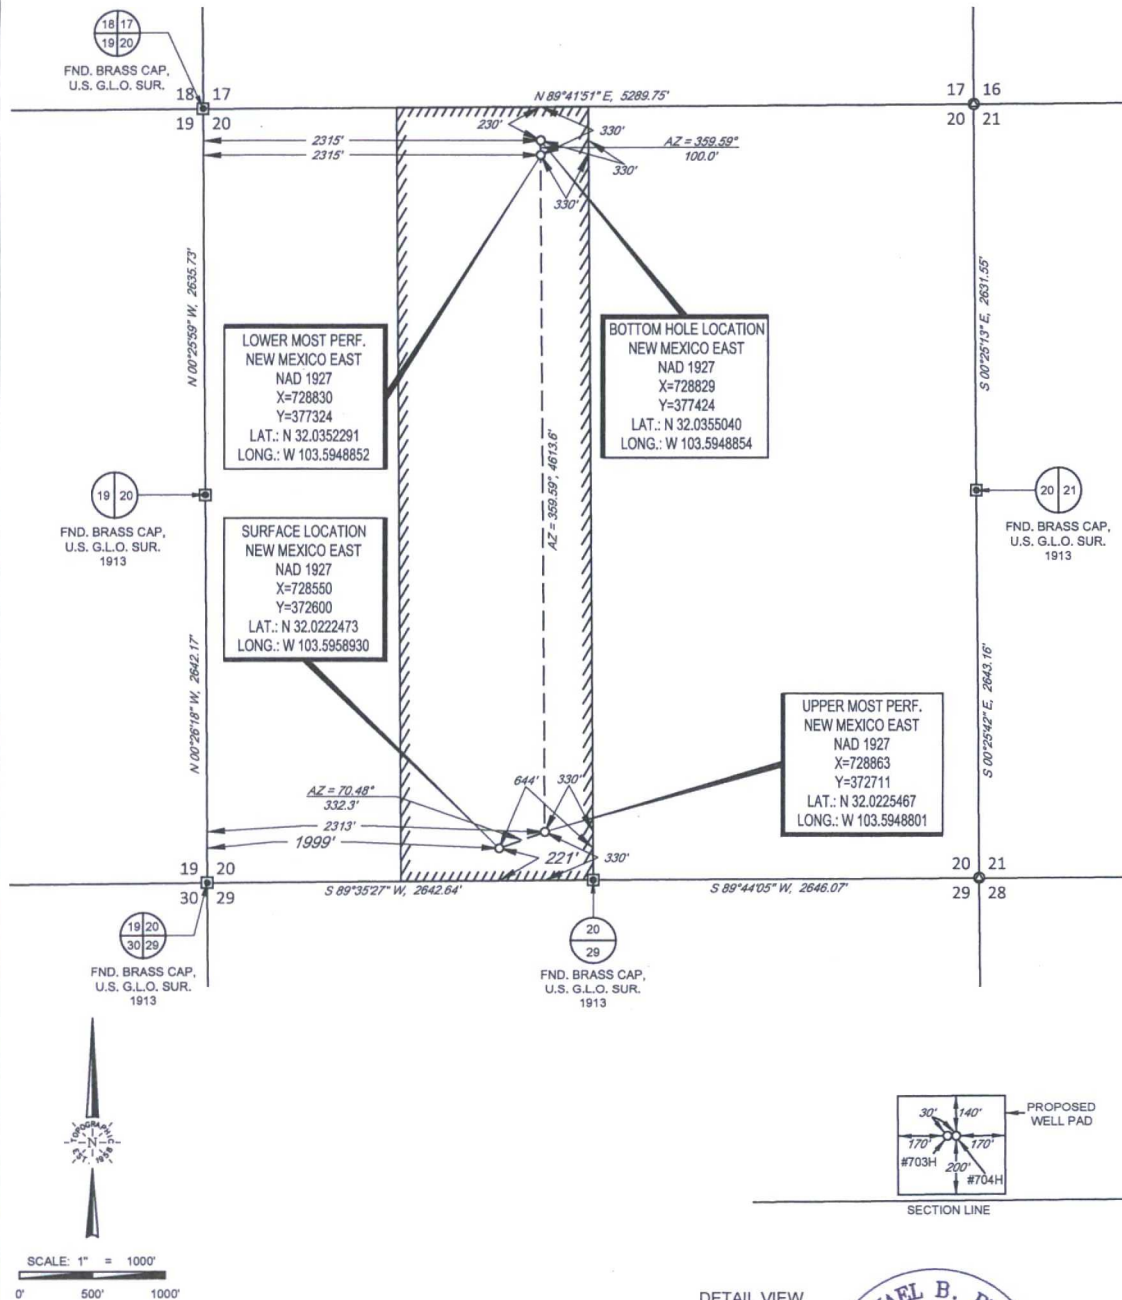 18 17
19 20
FND. BRASS CAP,
U.S. G.L.O. SUR.
18 17
19 20
N 89°41'51" E, 5289.75'
17 16
20 21
230'
330'
2315'
2315'
AZ = 359.59°
100.0'
330'
330'
N 00°25'59" W, 2635.73'
S 00°25'13" E, 2631.55'
LOWER MOST PERF.
NEW MEXICO EAST
NAD 1927
X=728830
Y=377324
LAT.: N 32.0352291
LONG.: W 103.5948852
BOTTOM HOLE LOCATION
NEW MEXICO EAST
NAD 1927
X=728829
Y=377424
LAT.: N 32.0355040
LONG.: W 103.5948854
AZ = 359.59°, 4613.6'
19 20
FND. BRASS CAP,
U.S. G.L.O. SUR.
1913
20 21
FND. BRASS CAP,
U.S. G.L.O. SUR.
1913
SURFACE LOCATION
NEW MEXICO EAST
NAD 1927
X=728550
Y=372600
LAT.: N 32.0222473
LONG.: W 103.5958930
N 00°26'18" W, 2642.17'
S 00°25'42" E, 2643.16'
UPPER MOST PERF.
NEW MEXICO EAST
NAD 1927
X=728863
Y=372711
LAT.: N 32.0225467
LONG.: W 103.5948801
AZ = 70.48°
332.3'
644'
330'
2313'
1999'
221'
330'
19 20
30 29
S 89°35'27" W, 2642.64'
S 89°44'05" W, 2646.07'
20 21
29 28
19 20
30 29
FND. BRASS CAP,
U.S. G.L.O. SUR.
1913
20
29
FND. BRASS CAP,
U.S. G.L.O. SUR.
1913
TOPOGRAPHIC
N
EST. 1958
SCALE: 1" = 1000'
0' 500' 1000'
30'
140'
170'
170'
#703H
200'
#704H
PROPOSED
WELL PAD
SECTION LINE
DETAIL VIEW